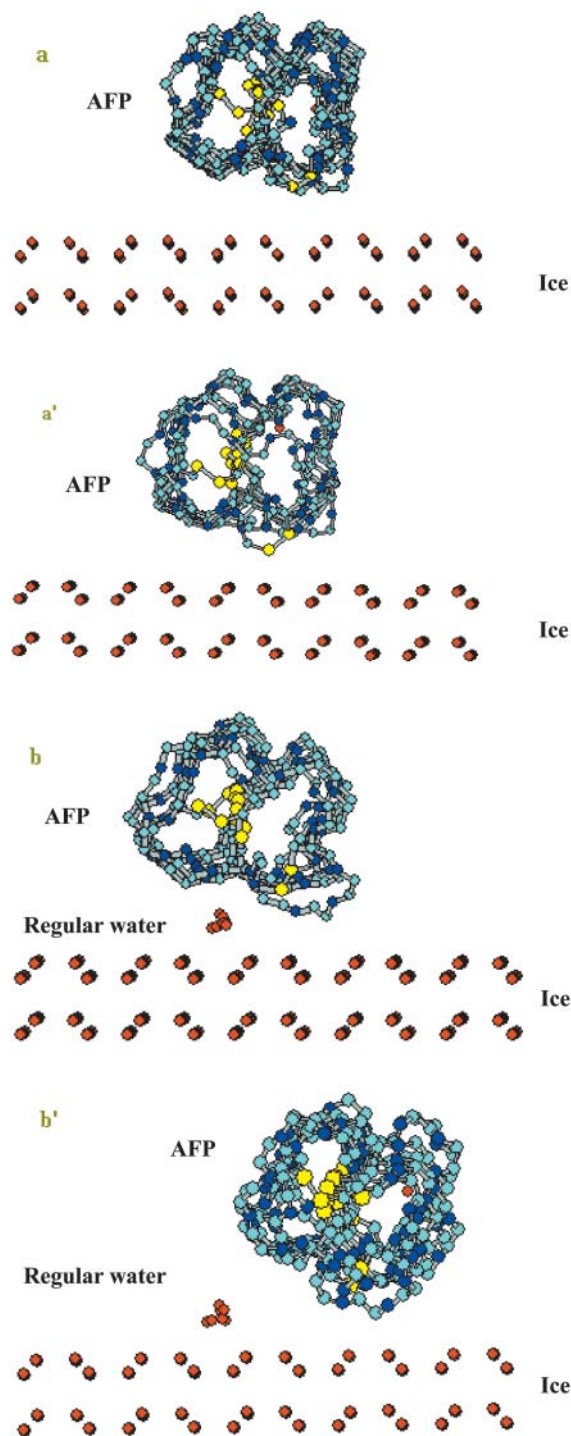 a
AFP
Ice
a'
AFP
Ice
b
AFP
Regular water
Ice
b'
AFP
Regular water
Ice